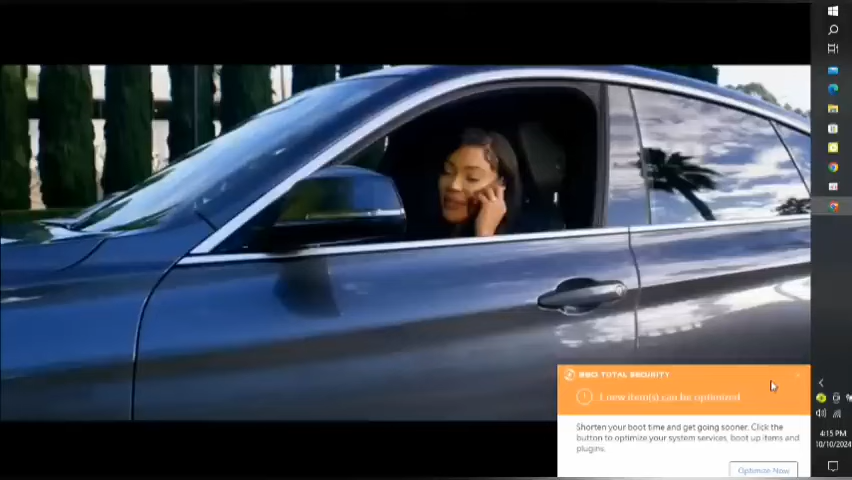 360 TOTAL SECURITY
1 new item(s) can be optimized
Shorten your boot time and get going sooner. Click the
button to optimize your system services, boot up items and
plugins.
Optimize Now
4:15 PM
10/10/2024